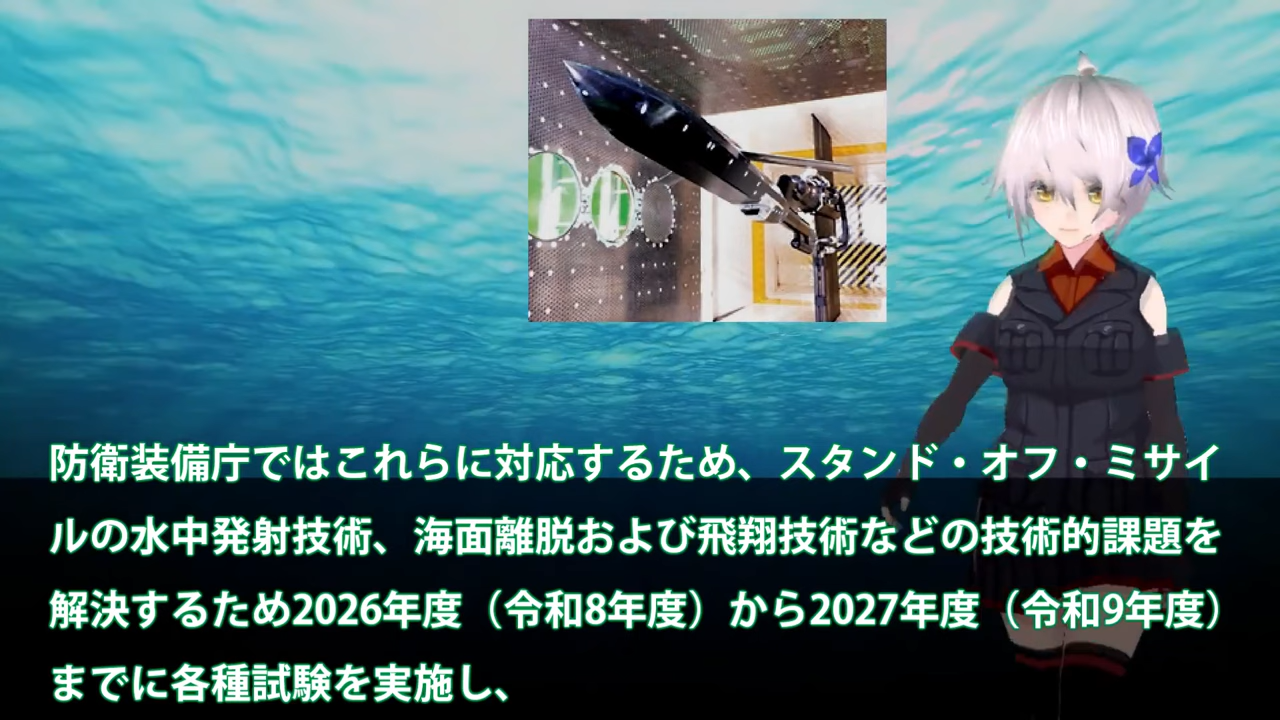 防衛装備庁ではこれらに対応するため、スタンド・オフ・ミサイ
ルの水中発射技術、海面離脱および飛翔技術などの技術的課題を
解決するため2026年度（令和8年度）から2027年度（令和9年度）
までに各種試験を実施し、